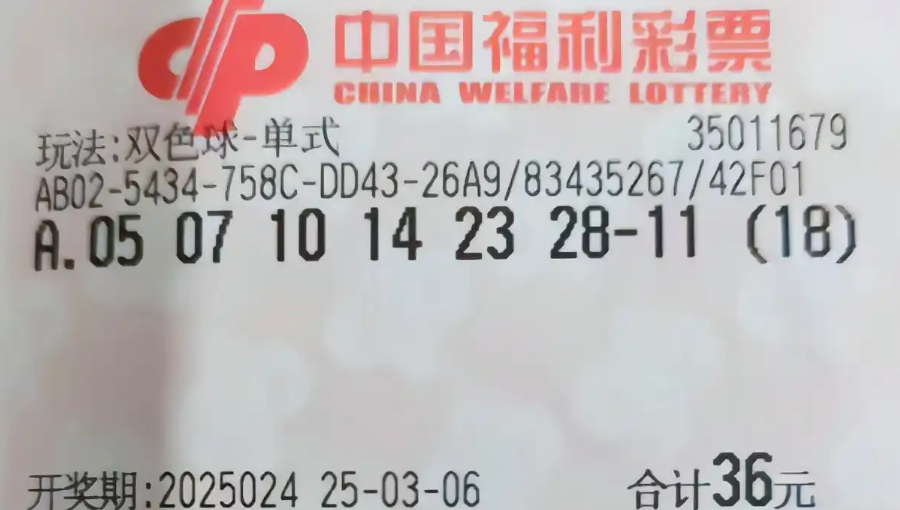 中国福利彩票
CHINA WELFARE LOTTERY
玩法:双色球-单式 35011679
AB02-5434-758C-DD43-26A9/83435267/42F01
A.05 07 10 14 23 28-11 (18)
开奖期:2025024 25-03-06 合计36元